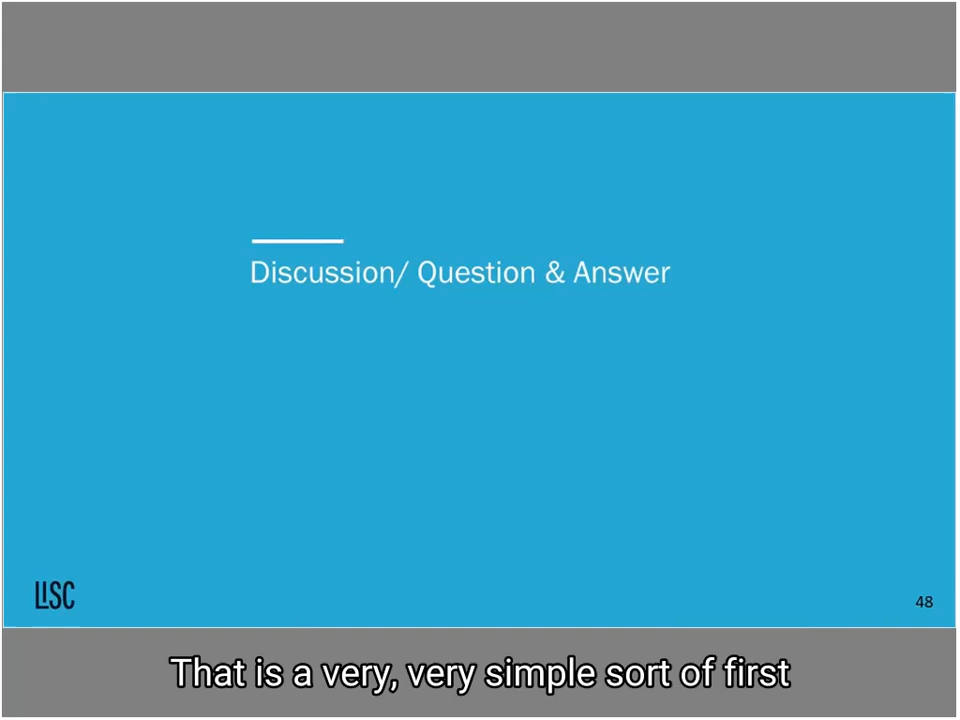 Discussion/ Question & Answer
LISC
48
That is a very, very simple sort of first